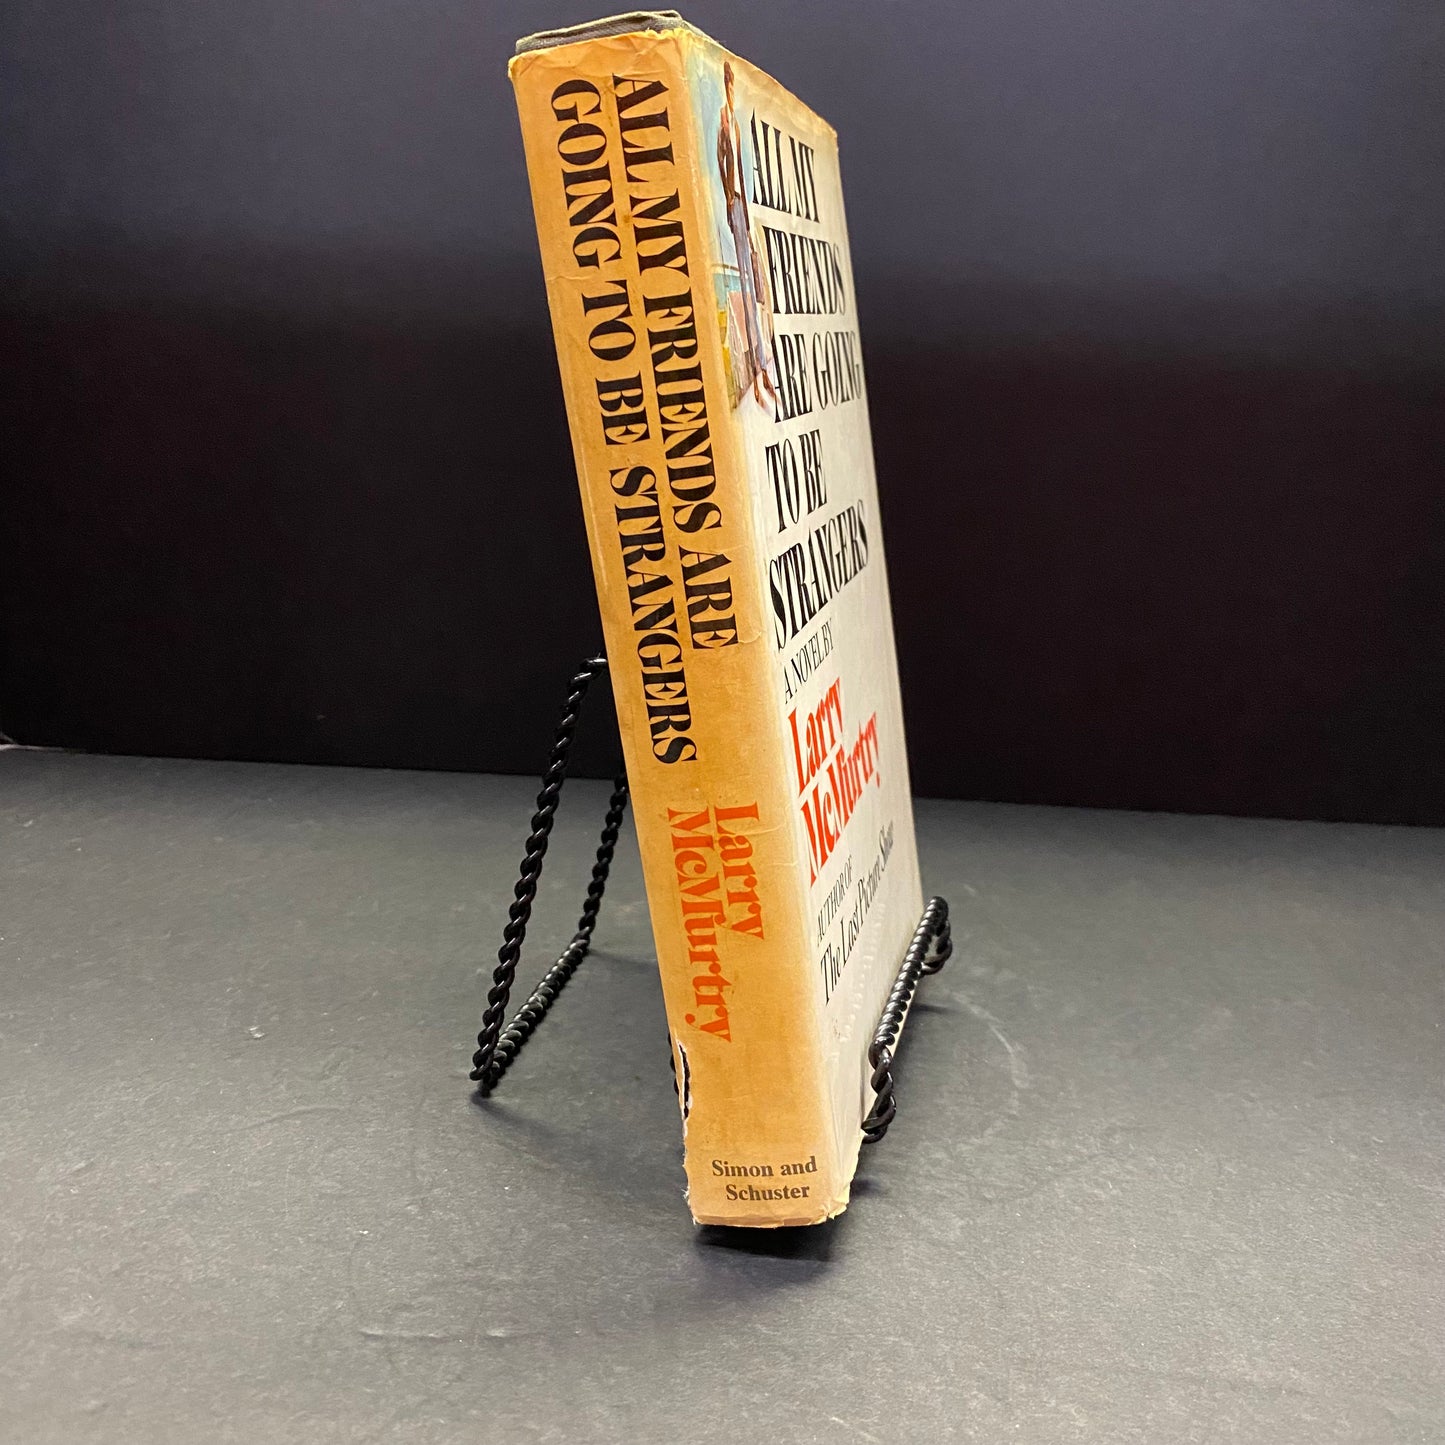 ALL MY FRIENDS ARE
GOING TO BE STRANGERS
Larry
McMurtry
Simon and
Schuster
ALL MY
FRIENDS
ARE GOING
TO BE
STRANGERS
A NOVEL BY
Larry
McMurtry
AUTHOR OF
The Last Picture Show